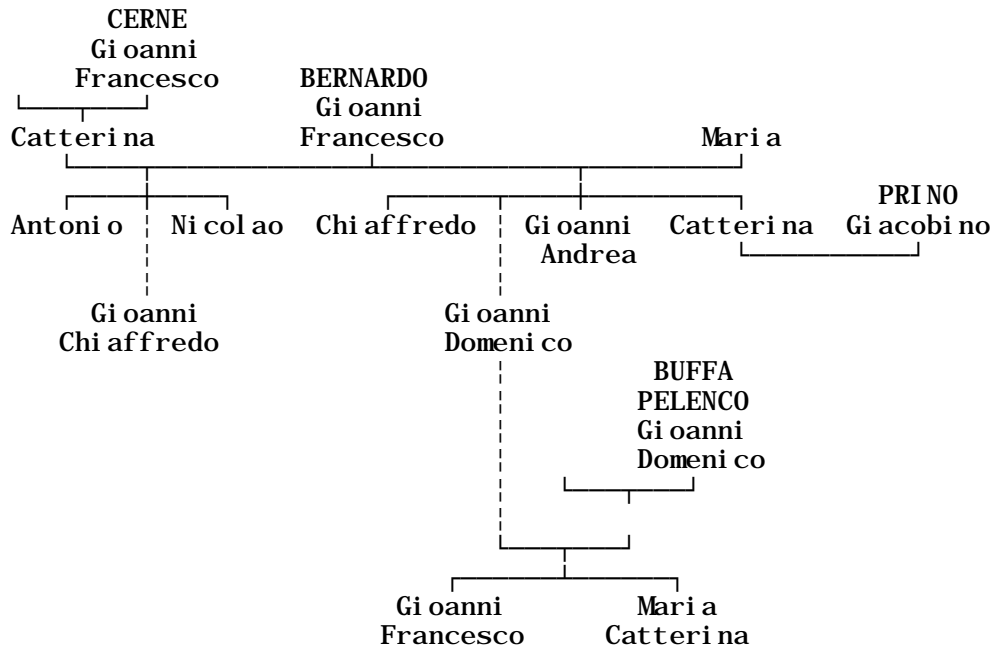 CERNE
Gioanni
Francesco
BERNARDO
Gioanni
Francesco
Catterina
Maria
Antonio
Nicolao
Chiaffredo
Gioanni
Andrea
Catterina
PRINO
Giacobino
Gioanni
Chiaffredo
Gioanni
Domenico
BUFFA
PELENCO
Gioanni
Domenico
Gioanni
Francesco
Maria
Catterina